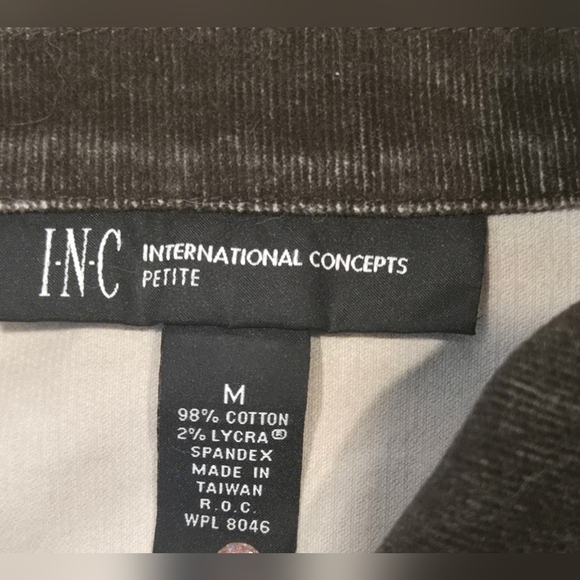 I·N·C INTERNATIONAL CONCEPTS
PETITE
M
98% COTTON
2% LYCRA®
SPANDEX
MADE IN
TAIWAN
R.O.C.
WPL 8046